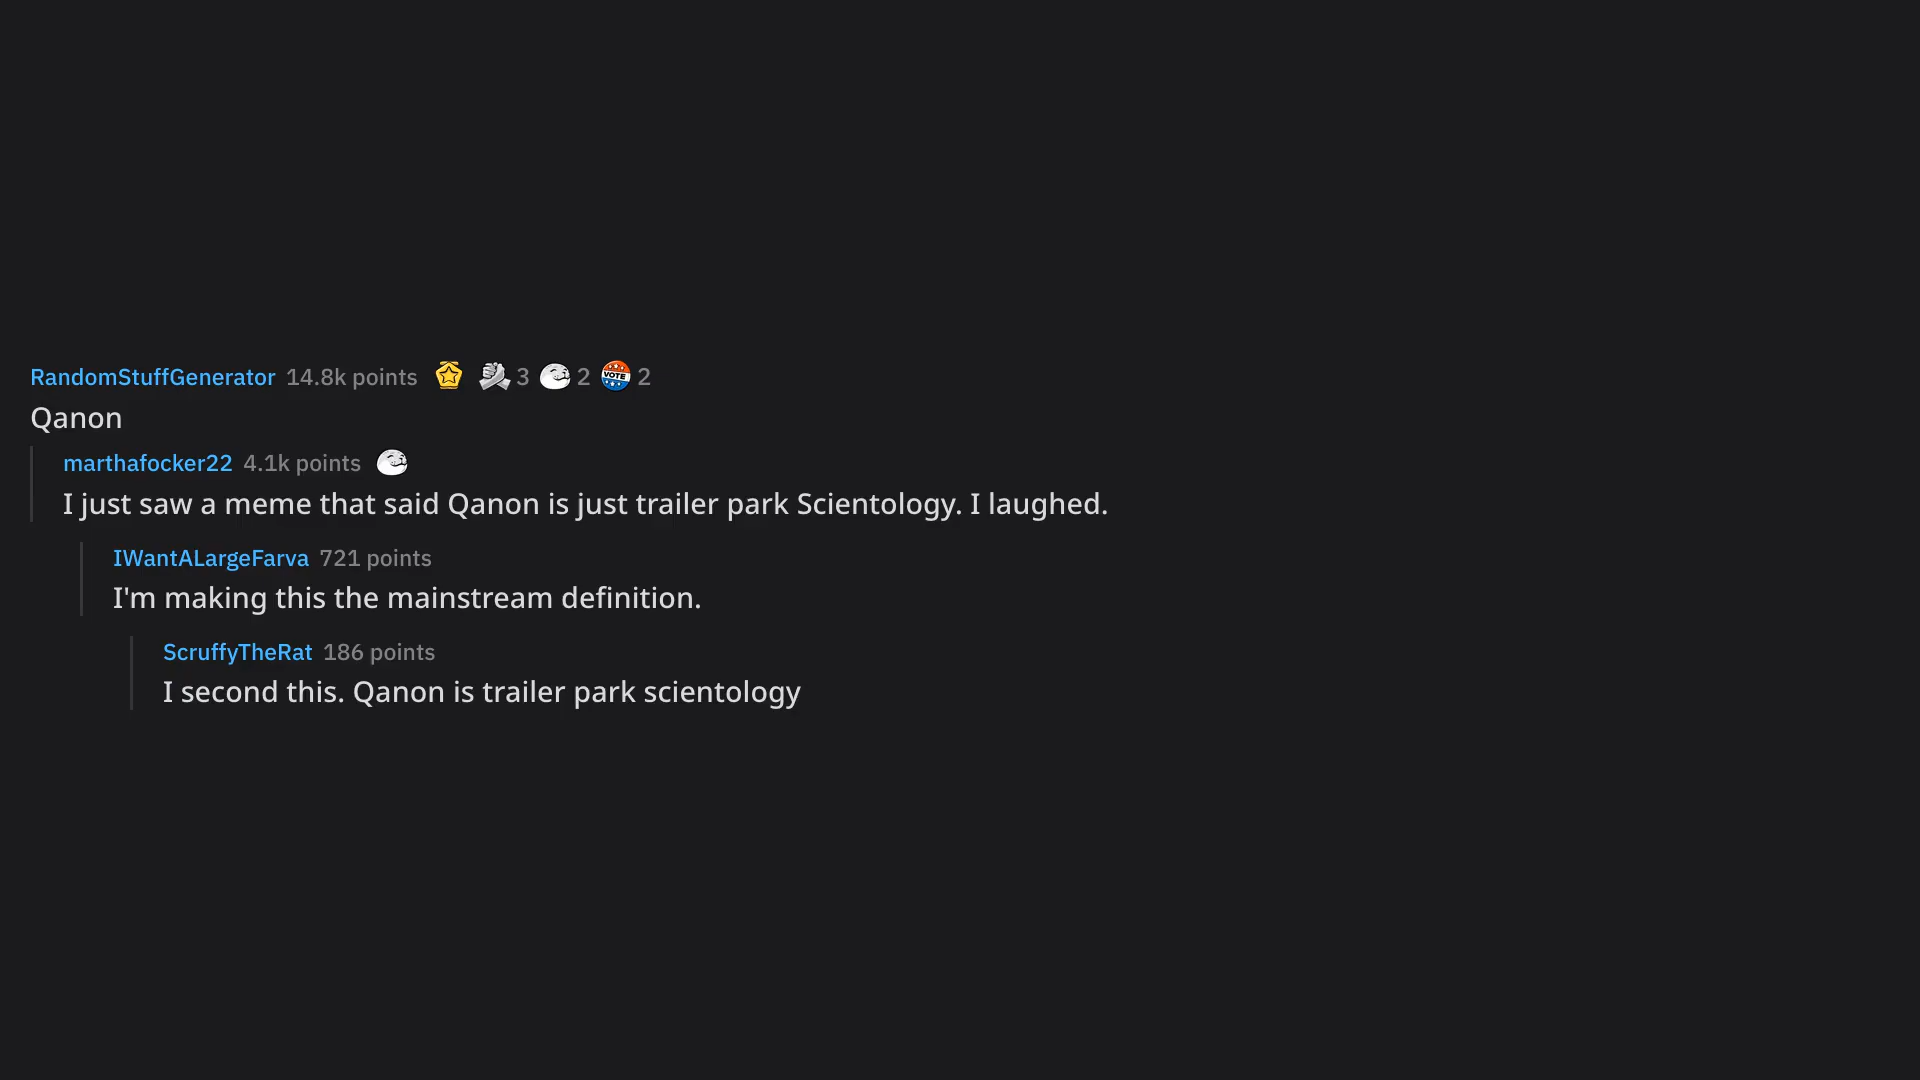 RandomStuffGenerator 14.8k points 3 2 VOTE 2
Qanon
marthafocker22 4.1k points
I just saw a meme that said Qanon is just trailer park Scientology. I laughed.
IWantALargeFarva 721 points
I'm making this the mainstream definition.
ScruffyTheRat 186 points
I second this. Qanon is trailer park scientology